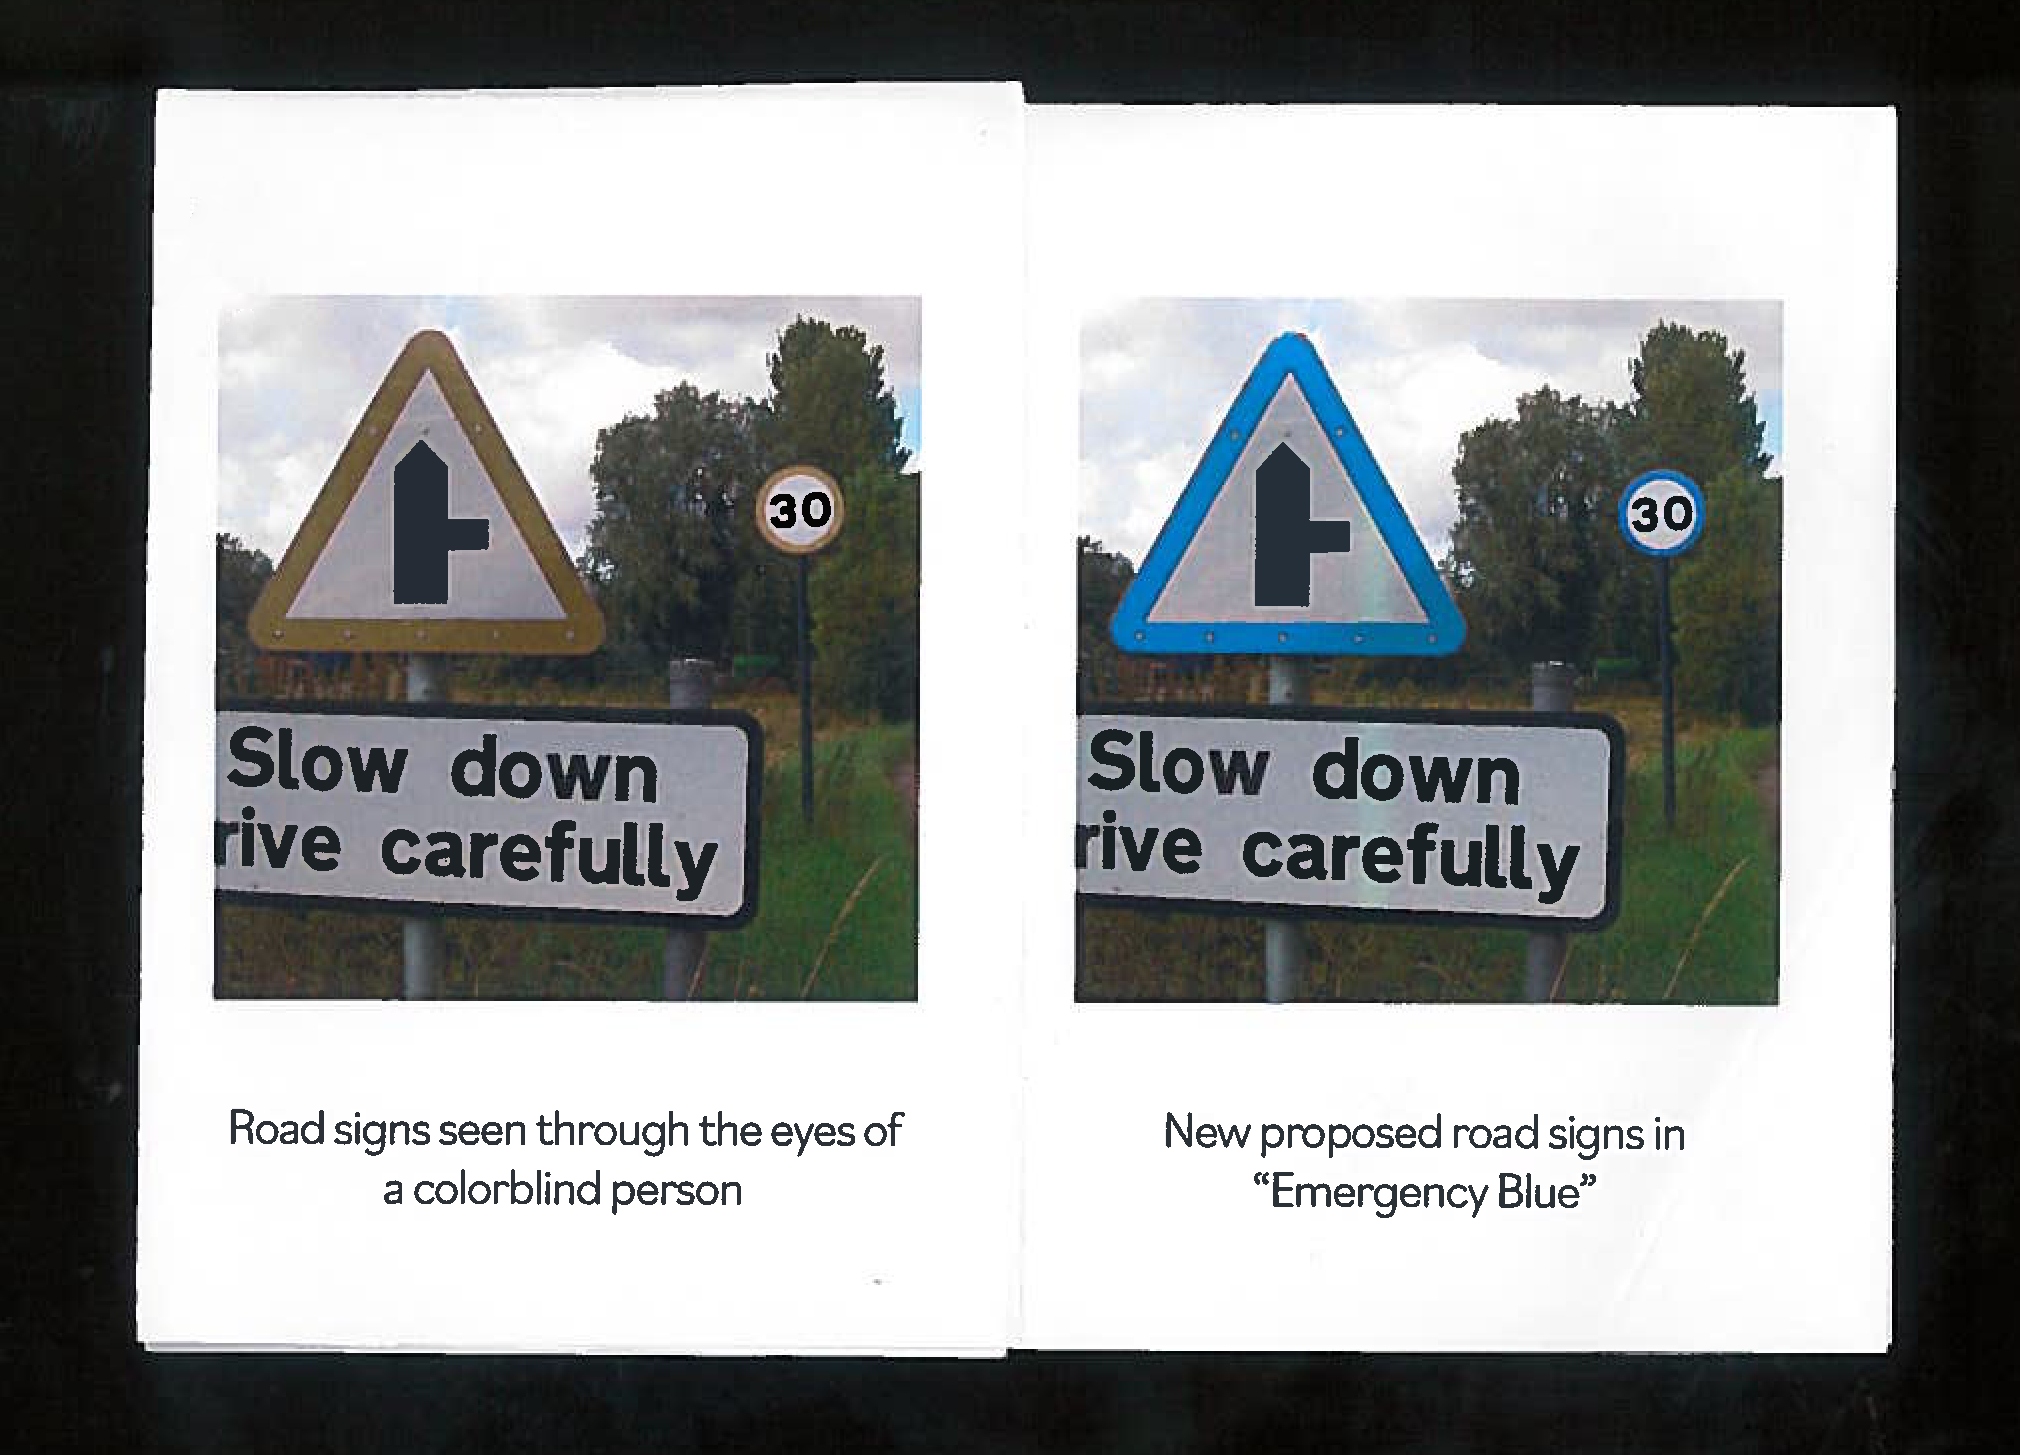 30
Slow down
rive carefully
Road signs seen through the eyes of
a colorblind person
30
Slow down
rive carefully
New proposed road signs in
“Emergency Blue”